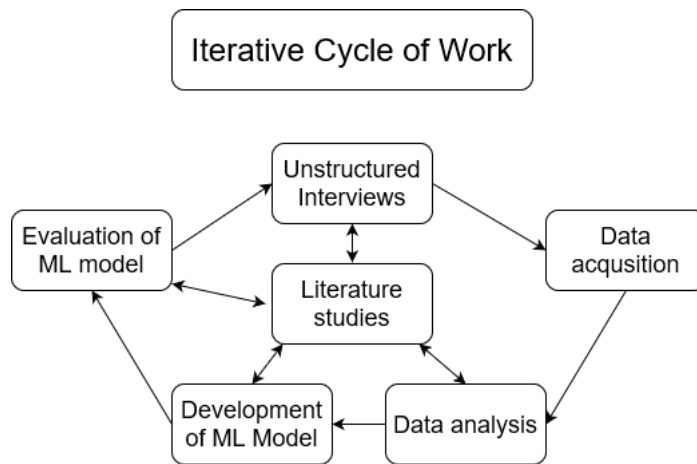 Iterative Cycle of Work
Unstructured
Interviews
Evaluation of
ML model
Data
acqusition
Literature
studies
Development
of ML Model
Data analysis